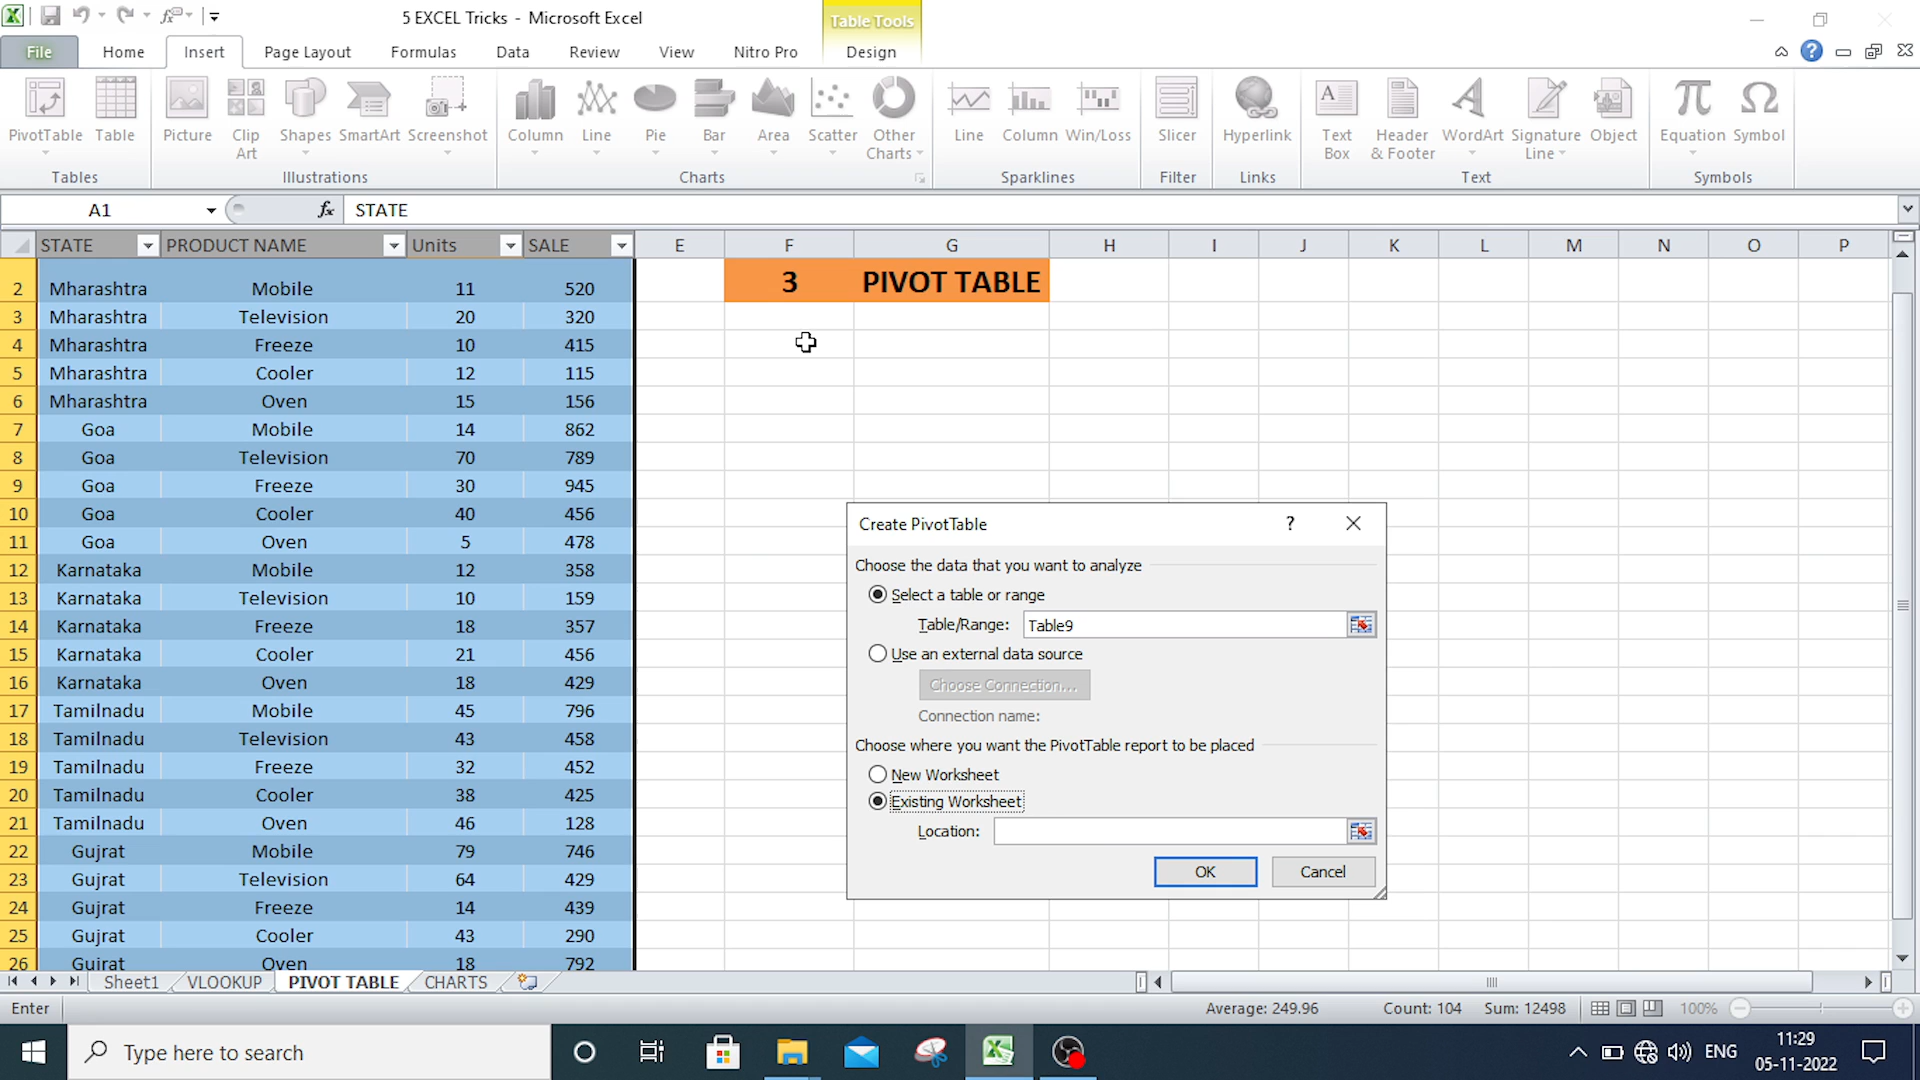 5 EXCEL Tricks - Microsoft Excel
Table Tools
File Home Insert Page Layout Formulas Data Review View Nitro Pro Design
PivotTable Table Picture Clip Art Shapes SmartArt Screenshot Column Line Pie Bar Area Scatter Other Charts Line Column Win/Loss Slicer Hyperlink Text Box Header & Footer WordArt Signature Line Object Equation Symbol
Tables Illustrations Charts Sparklines Filter Links Text Symbols
A1 fx STATE
STATE PRODUCT NAME Units SALE E F G H I J K L M N O P
2 Mharashtra Mobile 11 520 3 PIVOT TABLE
3 Mharashtra Television 20 320
4 Mharashtra Freeze 10 415
5 Mharashtra Cooler 12 115
6 Mharashtra Oven 15 156
7 Goa Mobile 14 862
8 Goa Television 70 789
9 Goa Freeze 30 945
10 Goa Cooler 40 456
11 Goa Oven 5 478
12 Karnataka Mobile 12 358
13 Karnataka Television 10 159
14 Karnataka Freeze 18 357
15 Karnataka Cooler 21 456
16 Karnataka Oven 18 429
17 Tamilnadu Mobile 45 796
18 Tamilnadu Television 43 458
19 Tamilnadu Freeze 32 452
20 Tamilnadu Cooler 38 425
21 Tamilnadu Oven 46 128
22 Gujrat Mobile 79 746
23 Gujrat Television 64 429
24 Gujrat Freeze 14 439
25 Gujrat Cooler 43 290
26 Gujrat Oven 18 792
Create PivotTable ?
Choose the data that you want to analyze
Select a table or range
Table/Range: Table9
Use an external data source
Choose Connection...
Connection name:
Choose where you want the PivotTable report to be placed
New Worksheet
Existing Worksheet
Location:
OK Cancel
Sheet1 VLOOKUP PIVOT TABLE CHARTS
Enter Average: 249.96 Count: 104 Sum: 12498 100%
Type here to search ENG 11:29
05-11-2022